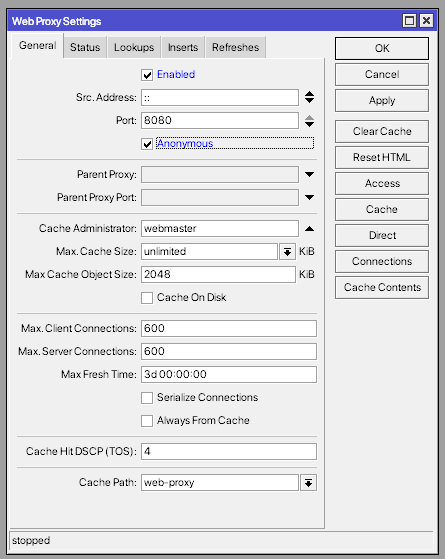 Web Proxy Settings
General Status Lookups Inserts Refreshes
Enabled
Src. Address: ::
Port: 8080
Anonymous
Parent Proxy:
Parent Proxy Port:
Cache Administrator: webmaster
Max. Cache Size: unlimited KiB
Max Cache Object Size: 2048 KiB
Cache On Disk
Max. Client Connections: 600
Max. Server Connections: 600
Max Fresh Time: 3d 00:00:00
Serialize Connections
Always From Cache
Cache Hit DSCP (TOS): 4
Cache Path: web-proxy
OK
Cancel
Apply
Clear Cache
Reset HTML
Access
Cache
Direct
Connections
Cache Contents
stopped